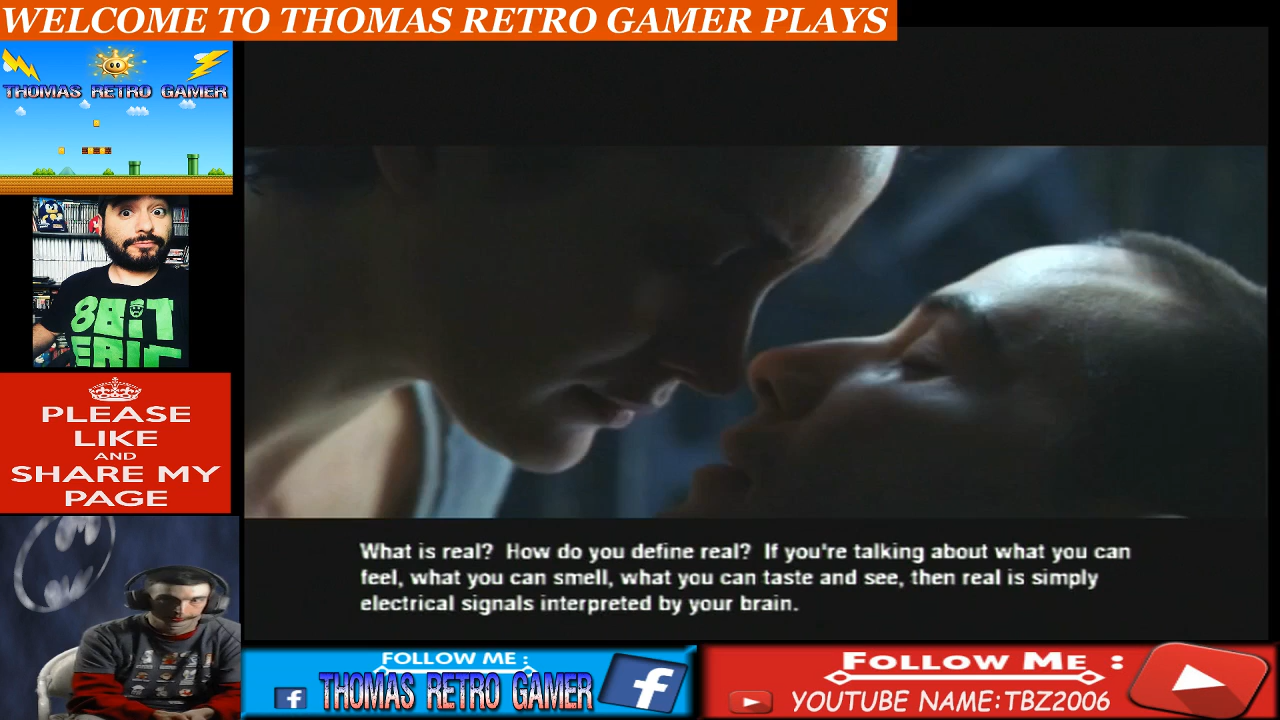 WELCOME TO THOMAS RETRO GAMER PLAYS
THOMAS RETRO GAMER
8BIT
ERIC
PLEASE
LIKE
AND
SHARE MY
PAGE
What is real? How do you define real? If you're talking about what you can
feel, what you can smell, what you can taste and see, then real is simply
electrical signals interpreted by your brain.
FOLLOW ME :
THOMAS RETRO GAMER
FOLLOW ME :
YOUTUBE NAME:TBZ2006